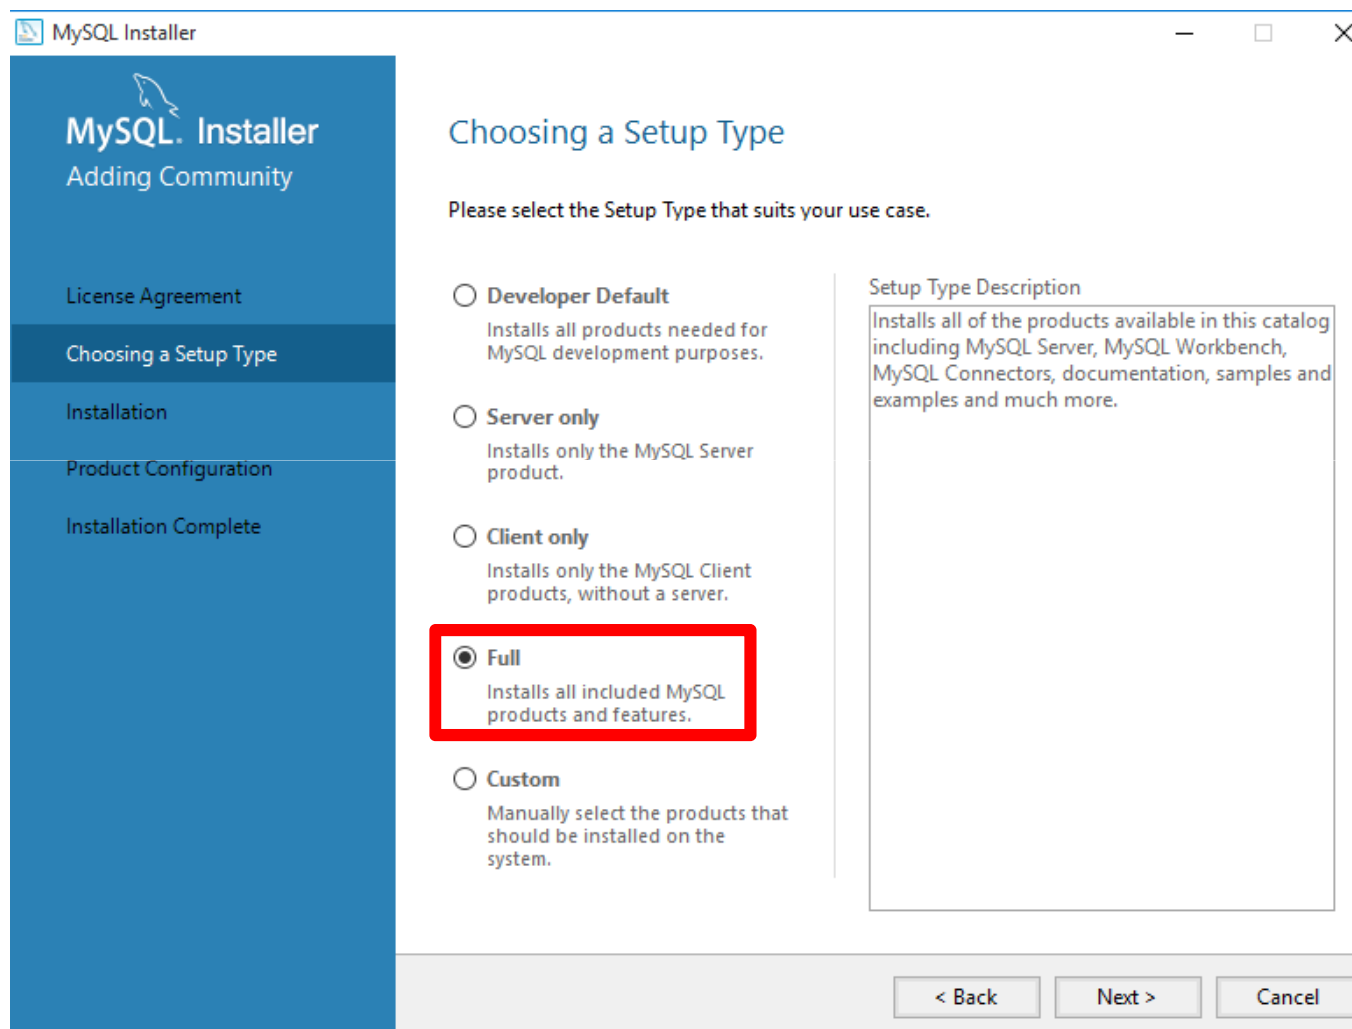 MySQL Installer
MySQL. Installer
Adding Community
License Agreement
Choosing a Setup Type
Installation
Product Configuration
Installation Complete
Choosing a Setup Type
Please select the Setup Type that suits your use case.
Developer Default
Installs all products needed for
MySQL development purposes.
Server only
Installs only the MySQL Server
product.
Client only
Installs only the MySQL Client
products, without a server.
Full
Installs all included MySQL
products and features.
Custom
Manually select the products that
should be installed on the
system.
Setup Type Description
Installs all of the products available in this catalog
including MySQL Server, MySQL Workbench,
MySQL Connectors, documentation, samples and
examples and much more.
< Back
Next >
Cancel